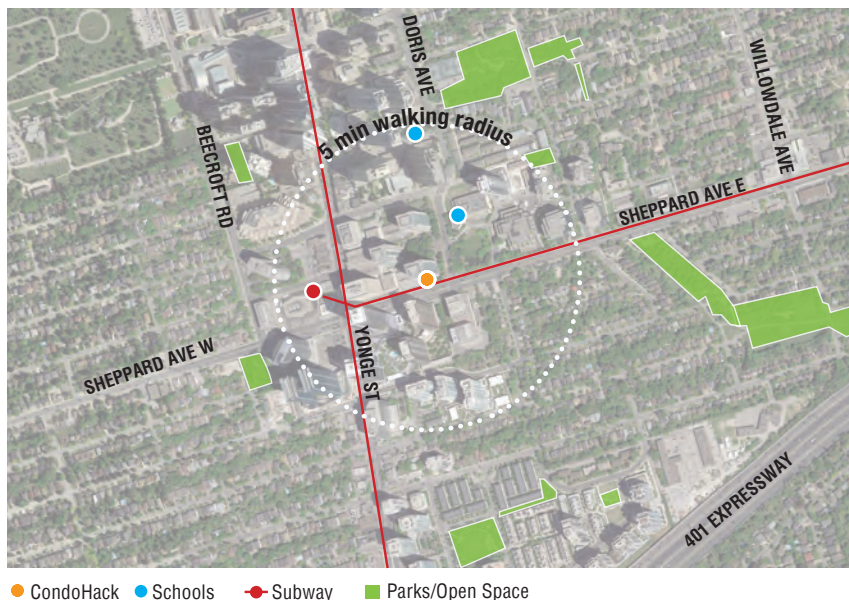 DORIS AVE
WILLOWDALE AVE
5 min walking radius
BEECROFT RD
SHEPPARD AVE E
YONGE ST
SHEPPARD AVE W
401 EXPRESSWAY
CondoHack Schools Subway Parks/Open Space